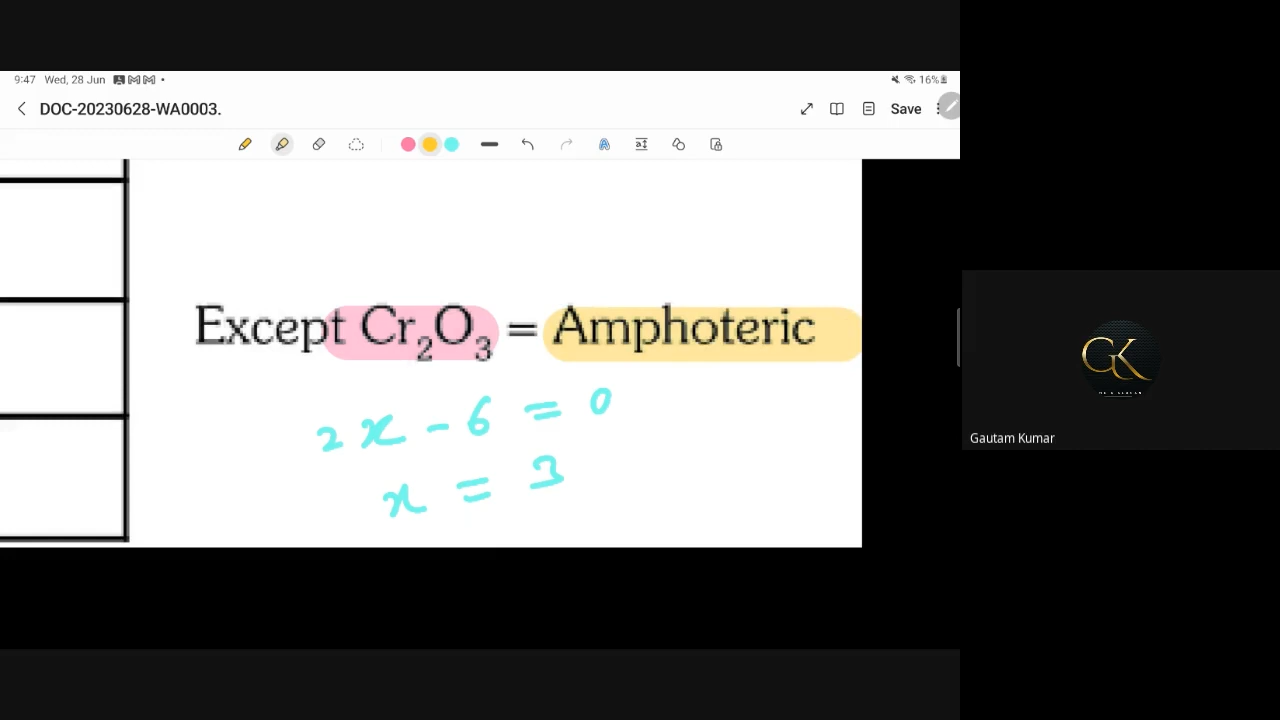 9:47 Wed, 28 Jun
16%
DOC-20230628-WA0003.
Save
Except Cr₂O₃ = Amphoteric
2x - 6 = 0
x = 3
GK
Gautam Kumar